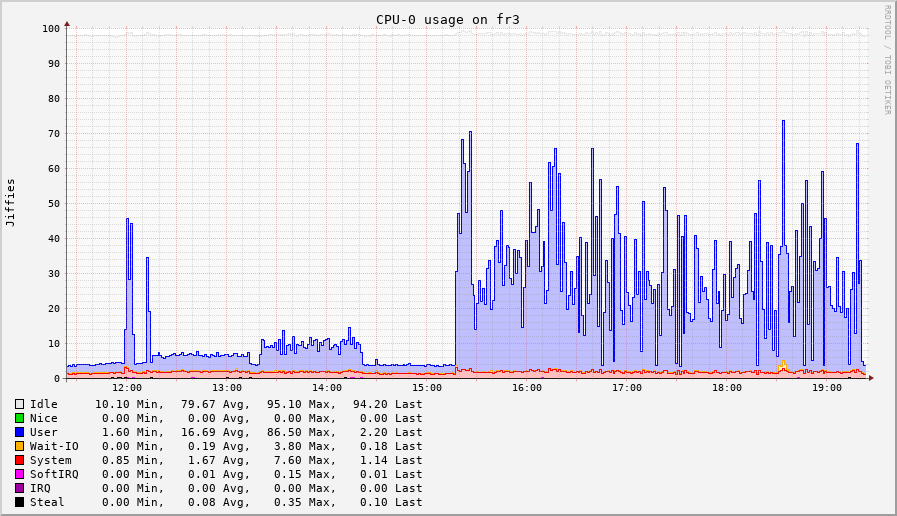 CPU-0 usage on fr3
RRDTOOL / TOBI OETIKER
Jiffies
100
90
80
70
60
50
40
30
20
10
0
12:00 13:00 14:00 15:00 16:00 17:00 18:00 19:00
Idle 10.10 Min, 79.67 Avg, 95.10 Max, 94.20 Last
Nice 0.00 Min, 0.00 Avg, 0.00 Max, 0.00 Last
User 1.60 Min, 16.69 Avg, 86.50 Max, 2.20 Last
Wait-IO 0.00 Min, 0.19 Avg, 3.80 Max, 0.18 Last
System 0.85 Min, 1.67 Avg, 7.60 Max, 1.14 Last
SoftIRQ 0.00 Min, 0.01 Avg, 0.15 Max, 0.01 Last
IRQ 0.00 Min, 0.00 Avg, 0.00 Max, 0.00 Last
Steal 0.00 Min, 0.08 Avg, 0.35 Max, 0.10 Last